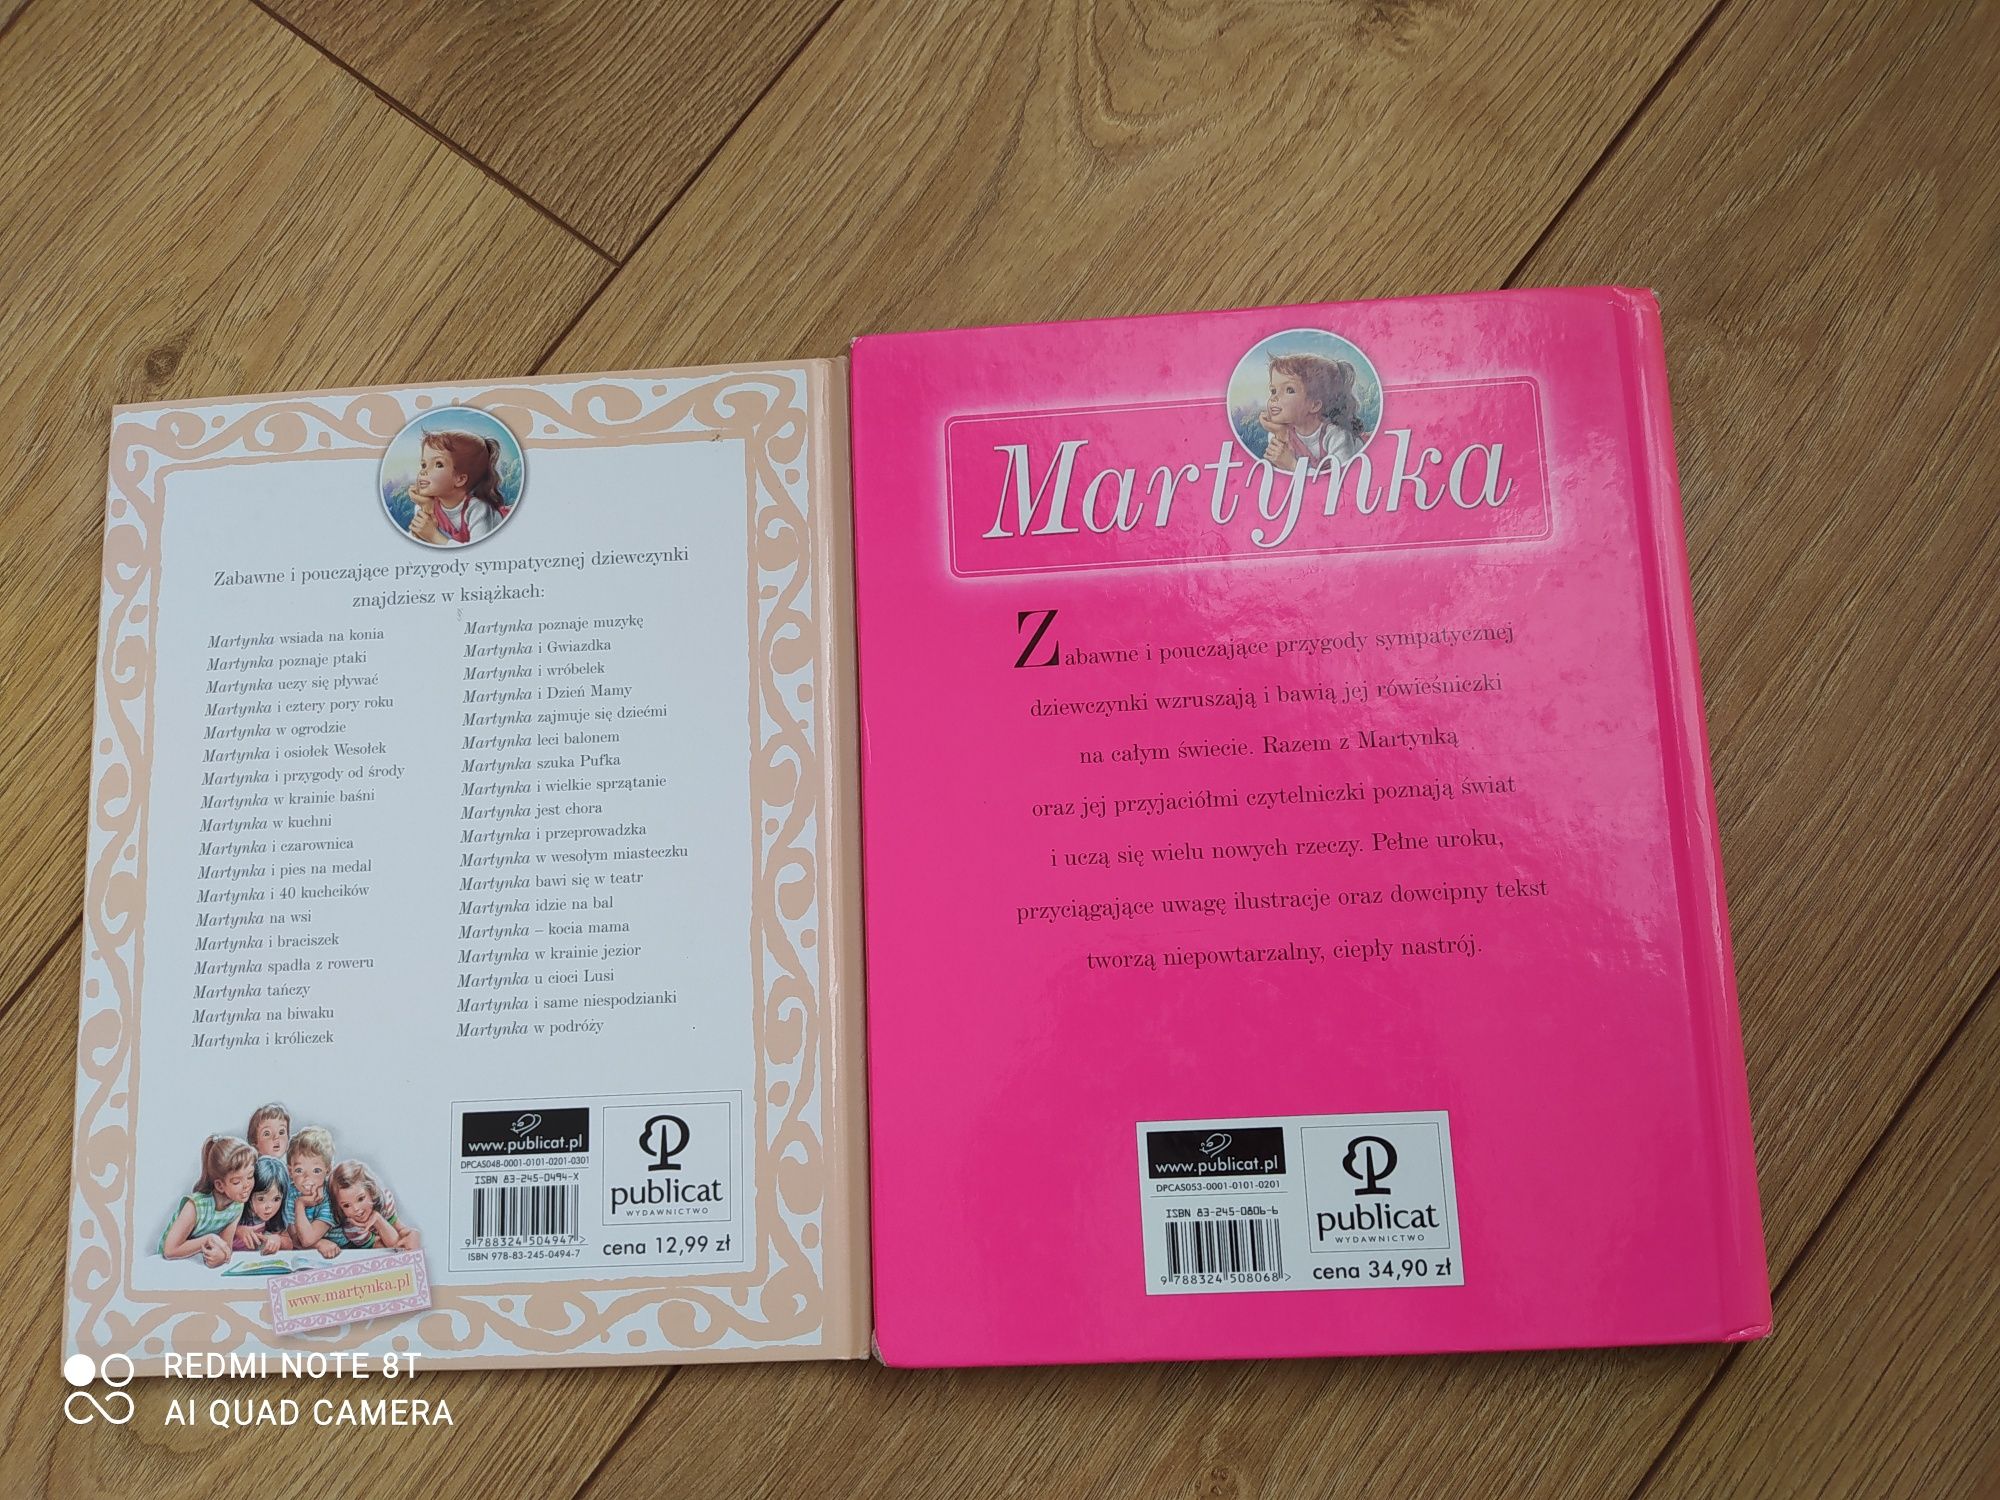 Zabawne i pouczające przygody sympatycznej dziewczynki
znajdziesz w książkach:
Martynka wsiada na konia
Martynka poznaje ptaki
Martynka uczy się pływać
Martynka i cztery pory roku
Martynka w ogrodzie
Martynka i osiołek Wesołek
Martynka i przygody od środy
Martynka w krainie baśni
Martynka w kuchni
Martynka i czarownica
Martynka i pies na medal
Martynka i 40 kuchcików
Martynka na wsi
Martynka i braciszek
Martynka spadła z roweru
Martynka tańczy
Martynka na biwaku
Martynka i króliczek
Martynka poznaje muzykę
Martynka i Gwiazdka
Martynka i wróbelek
Martynka i Dzień Mamy
Martynka zajmuje się dziećmi
Martynka leci balonem
Martynka szuka Pufka
Martynka i wielkie sprzątanie
Martynka jest chora
Martynka i przeprowadzka
Martynka w wesołym miasteczku
Martynka bawi się w teatr
Martynka idzie na bal
Martynka – kocia mama
Martynka w krainie jezior
Martynka u cioci Lusi
Martynka i same niespodzianki
Martynka w podróży
www.martynka.pl
www.publicat.pl
DPCAS048-0001-0101-0201-0301
ISBN 83-245-0494-X
9 788324 504947 >
ISBN 978-83-245-0494-7
publicat
WYDAWNICTWO
cena 12,99 zł
Martynka
Zabawne i pouczające przygody sympatycznej
dziewczynki wzruszają i bawią jej rówieśniczki
na całym świecie. Razem z Martynką
oraz jej przyjaciółmi czytelniczki poznają świat
i uczą się wielu nowych rzeczy. Pełne uroku,
przyciągające uwagę ilustracje oraz dowcipny tekst
tworzą niepowtarzalny, ciepły nastrój.
www.publicat.pl
DPCAS053-0001-0101-0201
ISBN 83-245-0806-6
9 788324 508068 >
publicat
WYDAWNICTWO
cena 34,90 zł
REDMI NOTE 8T
AI QUAD CAMERA